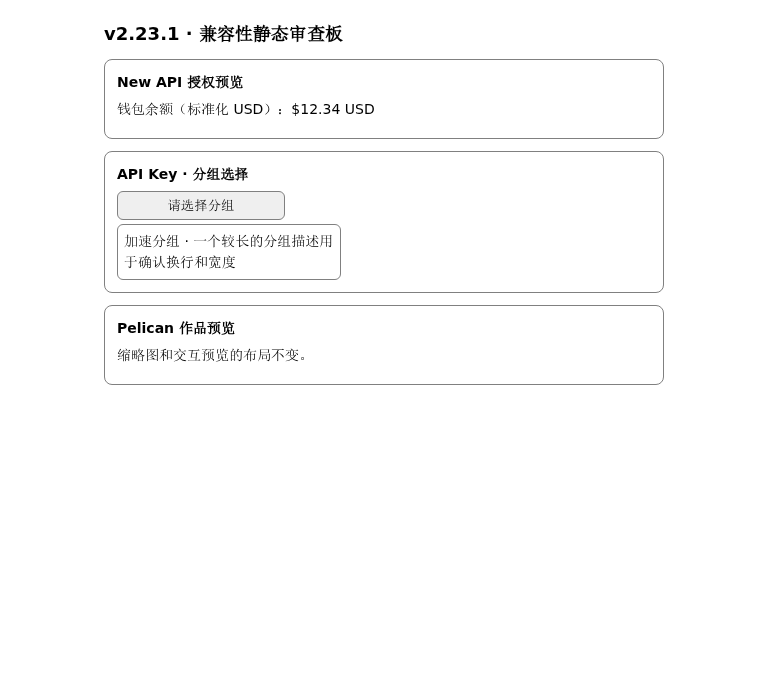 v2.23.1 · 兼容性静态审查板
New API 授权预览
钱包余额（标准化 USD）：$12.34 USD
API Key · 分组选择
请选择分组
加速分组 · 一个较长的分组描述用
于确认换行和宽度
Pelican 作品预览
缩略图和交互预览的布局不变。